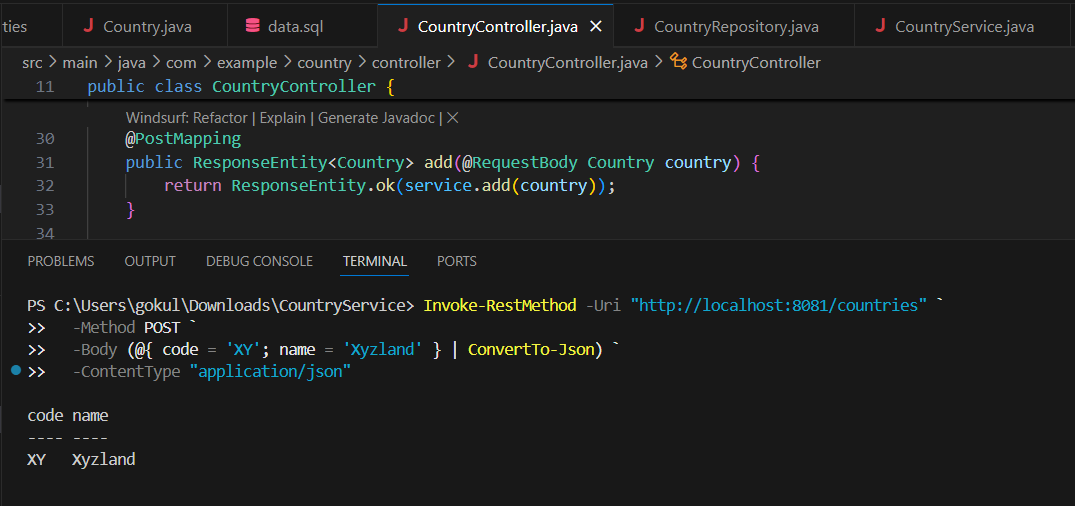 ties Country.java data.sql CountryController.java CountryRepository.java CountryService.java
src > main > java > com > example > country > controller > CountryController.java > CountryController
11 public class CountryController {
Windsurf: Refactor | Explain | Generate Javadoc | ×
30 @PostMapping
31 public ResponseEntity<Country> add(@RequestBody Country country) {
32 return ResponseEntity.ok(service.add(country));
33 }
34
PROBLEMS OUTPUT DEBUG CONSOLE TERMINAL PORTS
PS C:\Users\gokul\Downloads\CountryService> Invoke-RestMethod -Uri "http://localhost:8081/countries" `
>> -Method POST `
>> -Body (@{ code = 'XY'; name = 'Xyzland' } | ConvertTo-Json) `
>> -ContentType "application/json"
code name
---- ----
XY Xyzland